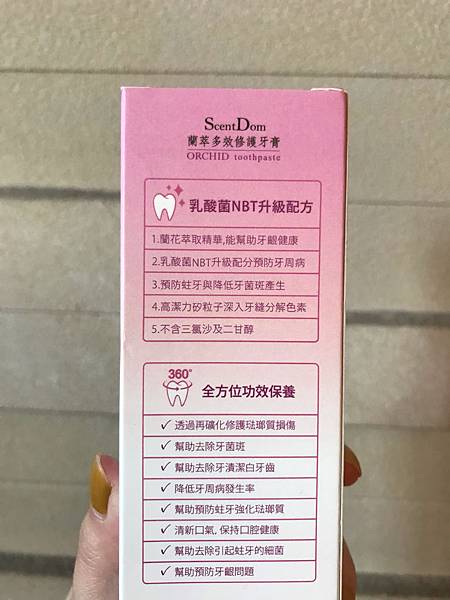 ScentDom
蘭萃多效修護牙膏
ORCHID toothpaste
乳酸菌NBT升級配方
1.蘭花萃取精華,能幫助牙齦健康
2.乳酸菌NBT升級配分預防牙周病
3.預防蛀牙與降低牙菌斑產生
4.高潔力矽粒子深入牙縫分解色素
5.不含三氯沙及二甘醇
360°
全方位功效保養
✓ 透過再礦化修護琺瑯質損傷
✓ 幫助去除牙菌斑
✓ 幫助去除牙漬潔白牙齒
✓ 降低牙周病發生率
✓ 幫助預防蛀牙強化琺瑯質
✓ 清新口氣, 保持口腔健康
✓ 幫助去除引起蛀牙的細菌
✓ 幫助預防牙齦問題